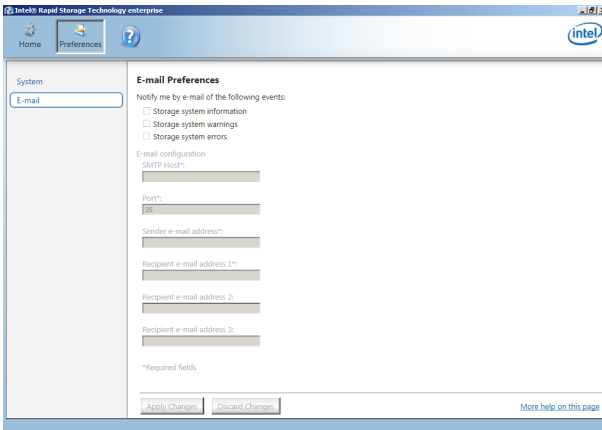 Intel® Rapid Storage Technology enterprise
Home
Preferences
?
intel
System
E-mail
E-mail Preferences
Notify me by e-mail of the following events:
Storage system information
Storage system warnings
Storage system errors
E-mail configuration
SMTP Host*:
Port*:
25
Sender e-mail address*:
Recipient e-mail address 1*:
Recipient e-mail address 2:
Recipient e-mail address 3:
*Required fields
Apply Changes Discard Changes
More help on this page